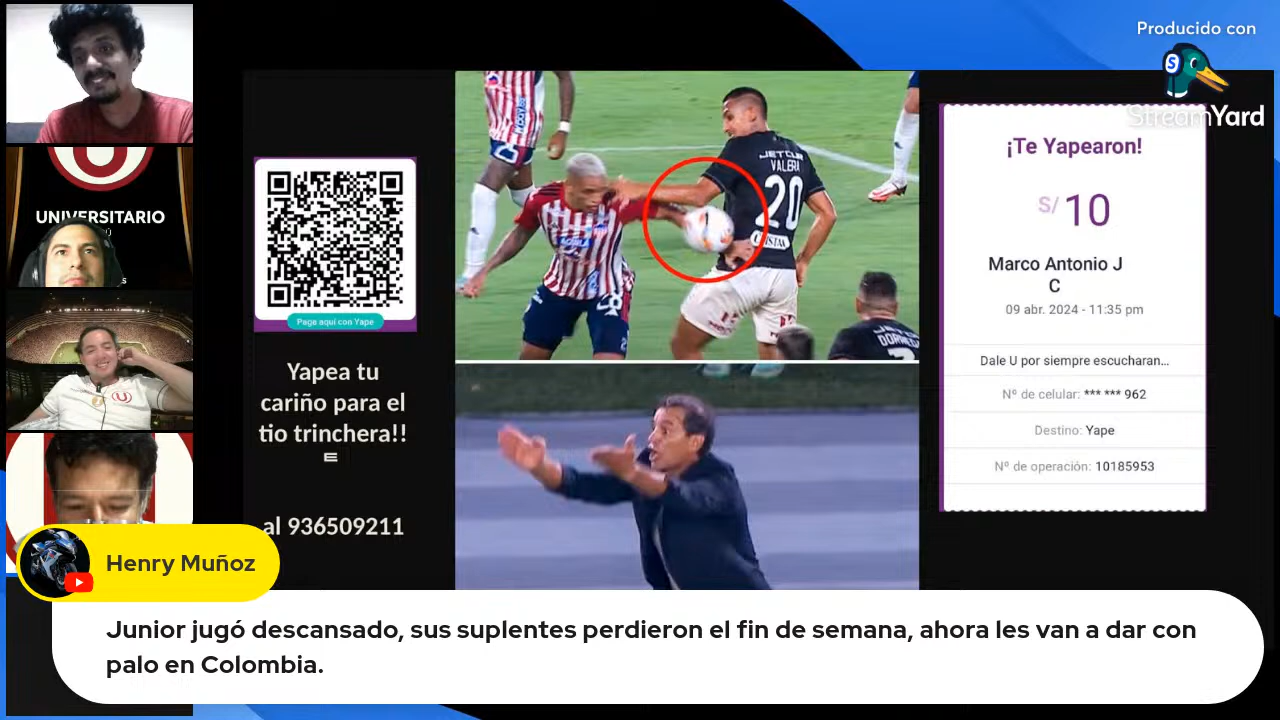 Producido con
StreamYard
UNIVERSITARIO
Paga aquí con Yape
Yapea tu
cariño para el
tio trinchera!!
E
al 936509211
JETOUR
VALERA
20
AGUILA
¡Te Yapearon!
S/ 10
Marco Antonio J
C
09 abr. 2024 - 11:35 pm
Dale U por siempre escucharan...
Nº de celular: *** *** 962
Destino: Yape
Nº de operación: 10185953
Henry Muñoz
Junior jugó descansado, sus suplentes perdieron el fin de semana, ahora les van a dar con
palo en Colombia.